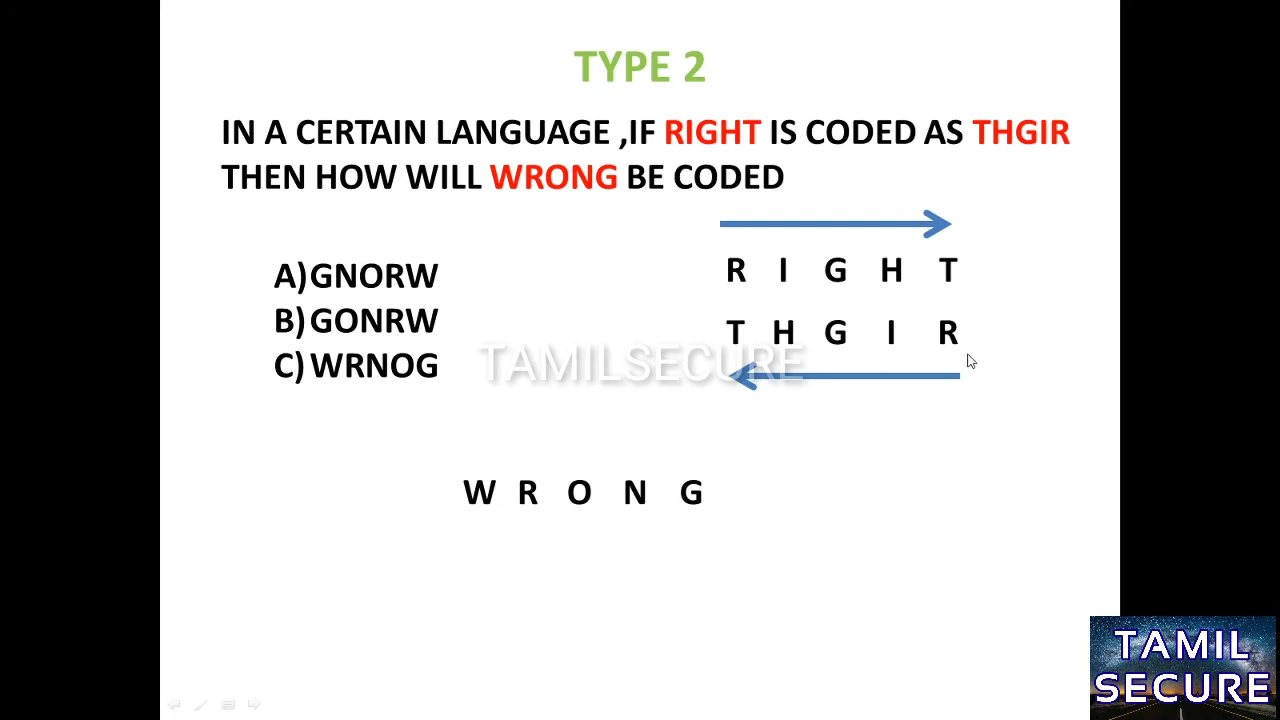 TYPE 2
IN A CERTAIN LANGUAGE ,IF RIGHT IS CODED AS THGIR
THEN HOW WILL WRONG BE CODED
A)GNORW
B)GONRW
C)WRNOG
R I G H T
T H G I R
TAMILSECURE
W R O N G
TAMIL
SECURE